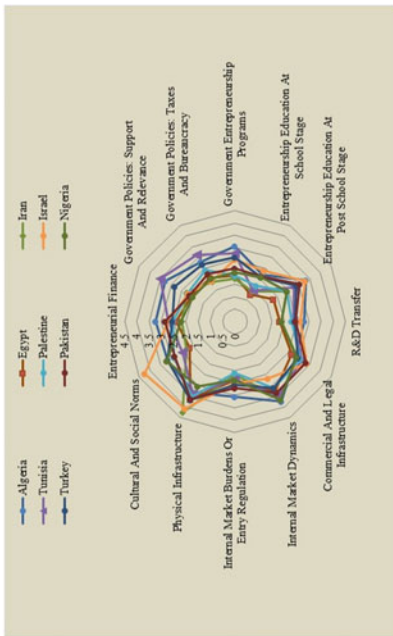 Algeria
Egypt
Iran
Tunisia
Palestine
Israel
Turkey
Pakistan
Nigeria
Entrepreneurial Finance
Government Policies: Support
And Relevance
Government Policies: Taxes
And Bureaucracy
Government Entrepreneurship
Programs
Entrepreneurship Education At
School Stage
Entrepreneurship Education At
Post School Stage
R&D Transfer
Commercial And Legal
Infrastructure
Internal Market Dynamics
Internal Market Burdens Or
Entry Regulation
Physical Infrastructure
Cultural And Social Norms
4.5
4
3.5
3
2.5
2
1.5
1
0.5
0